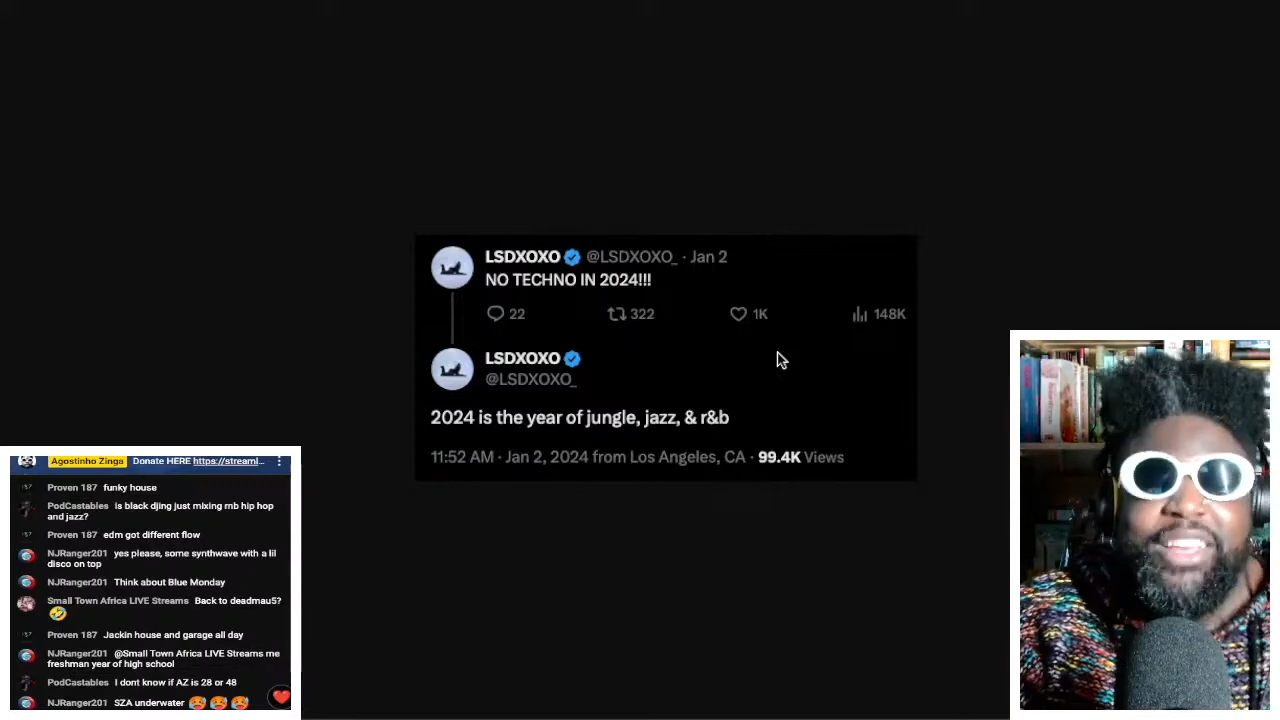 LSDXOXO @LSDXOXO_ · Jan 2
NO TECHNO IN 2024!!!
22 322 1K 148K
LSDXOXO
@LSDXOXO_
2024 is the year of jungle, jazz, & r&b
11:52 AM · Jan 2, 2024 from Los Angeles, CA · 99.4K Views
Agostinho Zinga Donate HERE https://streaml...
Proven 187 funky house
PodCastables is black djing just mixing rnb hip hop
and jazz?
Proven 187 edm got different flow
NJRanger201 yes please, some synthwave with a lil
disco on top
NJRanger201 Think about Blue Monday
Small Town Africa LIVE Streams Back to deadmau5?
🤣
Proven 187 Jackin house and garage all day
NJRanger201 @Small Town Africa LIVE Streams me
freshman year of high school
PodCastables I dont know if AZ is 28 or 48
NJRanger201 SZA underwater 🥵🥵🥵